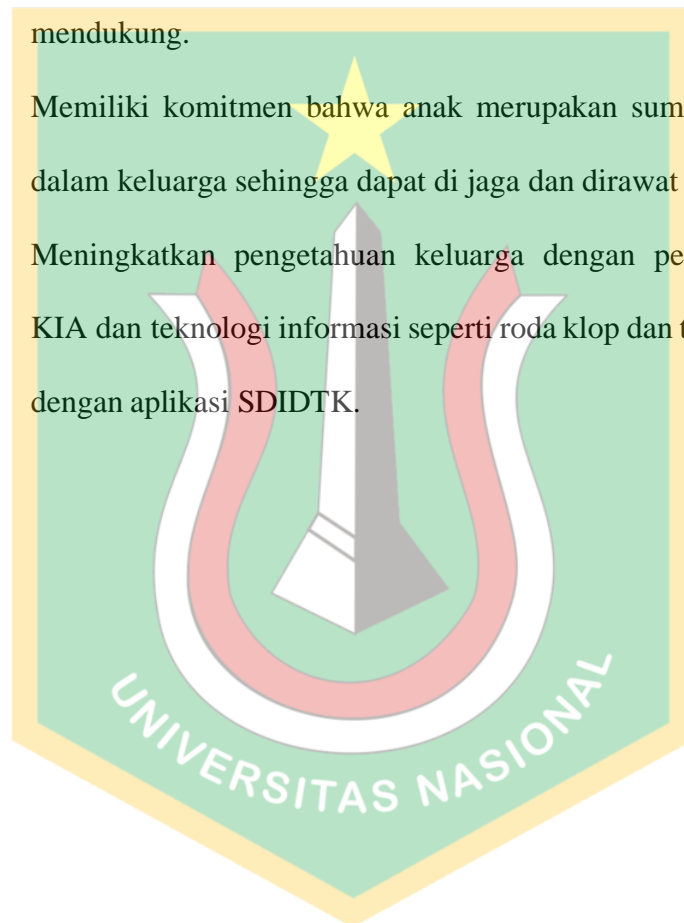 mendukung.
Memiliki komitmen bahwa anak merupakan sum
dalam keluarga sehingga dapat di jaga dan dirawat
Meningkatkan pengetahuan keluarga dengan pe
KIA dan teknologi informasi seperti roda klop dan t
dengan aplikasi SDIDTK.
UNIVERSITAS NASIONAL